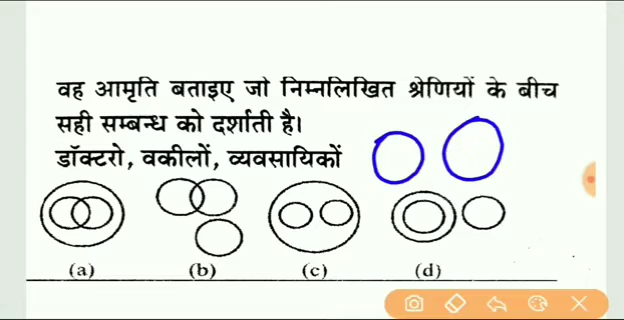 वह आमृति बताइए जो निम्नलिखित श्रेणियों के बीच
सही सम्बन्ध को दर्शाती है।
डॉक्टरो, वकीलों, व्यवसायिकों
(a) (b) (c) (d)